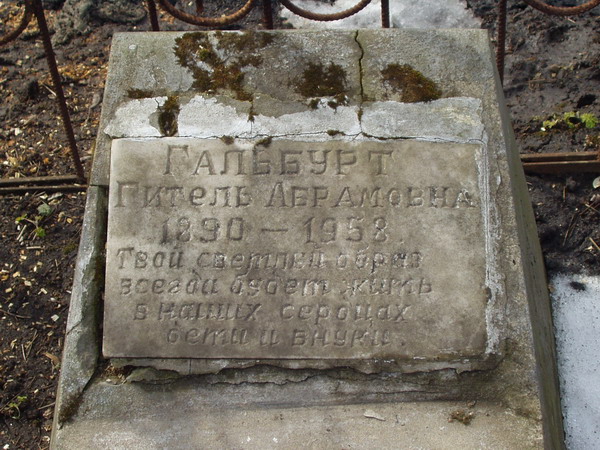 Гальбурт
Гитель Абрамовна
1890 — 1958.
Твой светлый образ
всегда будет жить
в наших сердцах.
дети и внуки.